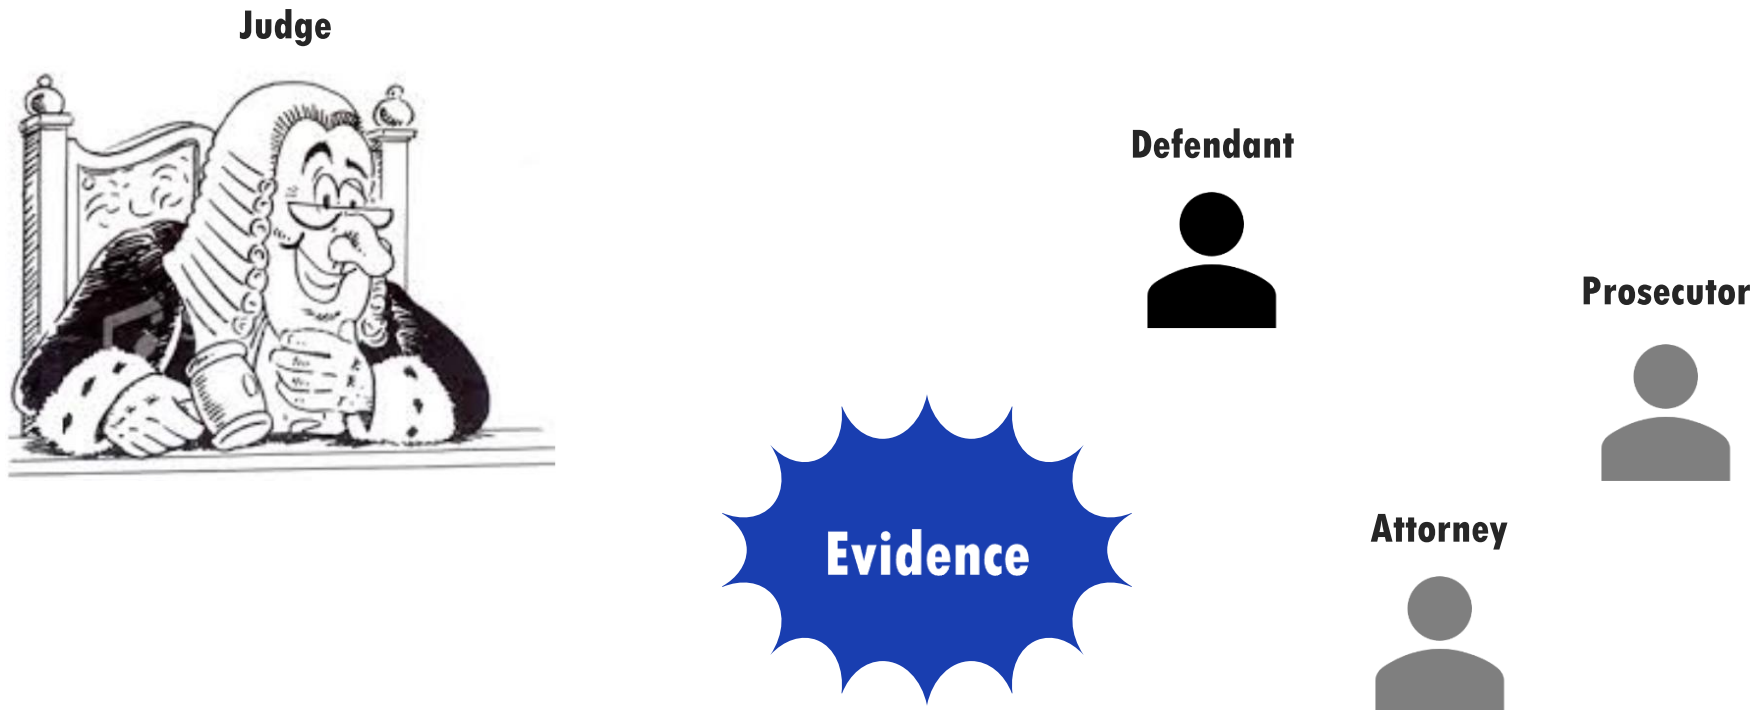 Judge
Defendant
Prosecutor
Attorney
Evidence